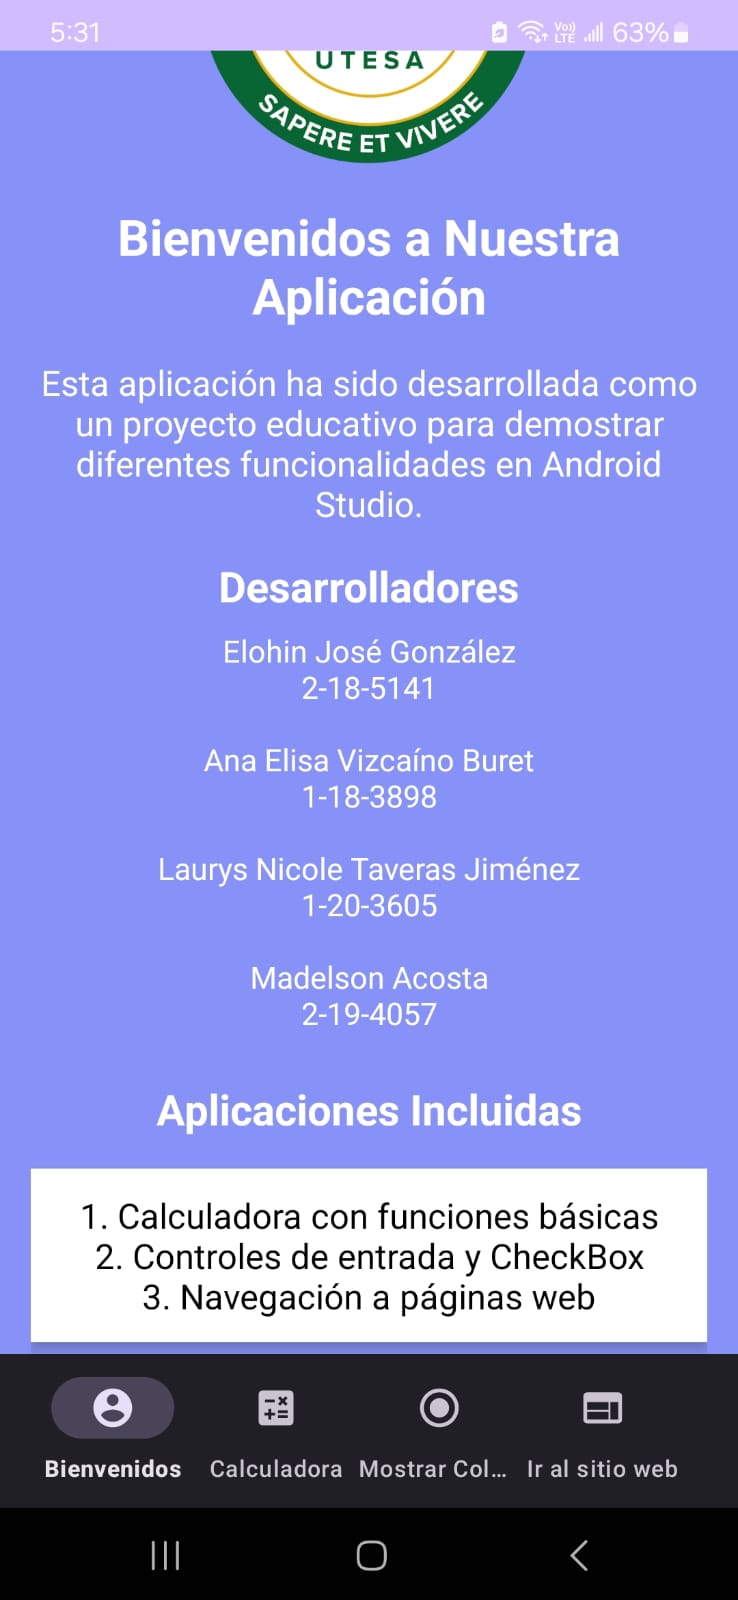 5:31
Vo))
LTE
63%
UTESA
SAPERE ET VIVERE
Bienvenidos a Nuestra
Aplicación
Esta aplicación ha sido desarrollada como
un proyecto educativo para demostrar
diferentes funcionalidades en Android
Studio.
Desarrolladores
Elohin José González
2-18-5141
Ana Elisa Vizcaíno Buret
1-18-3898
Laurys Nicole Taveras Jiménez
1-20-3605
Madelson Acosta
2-19-4057
Aplicaciones Incluidas
1. Calculadora con funciones básicas
2. Controles de entrada y CheckBox
3. Navegación a páginas web
Bienvenidos
Calculadora
Mostrar Col...
Ir al sitio web